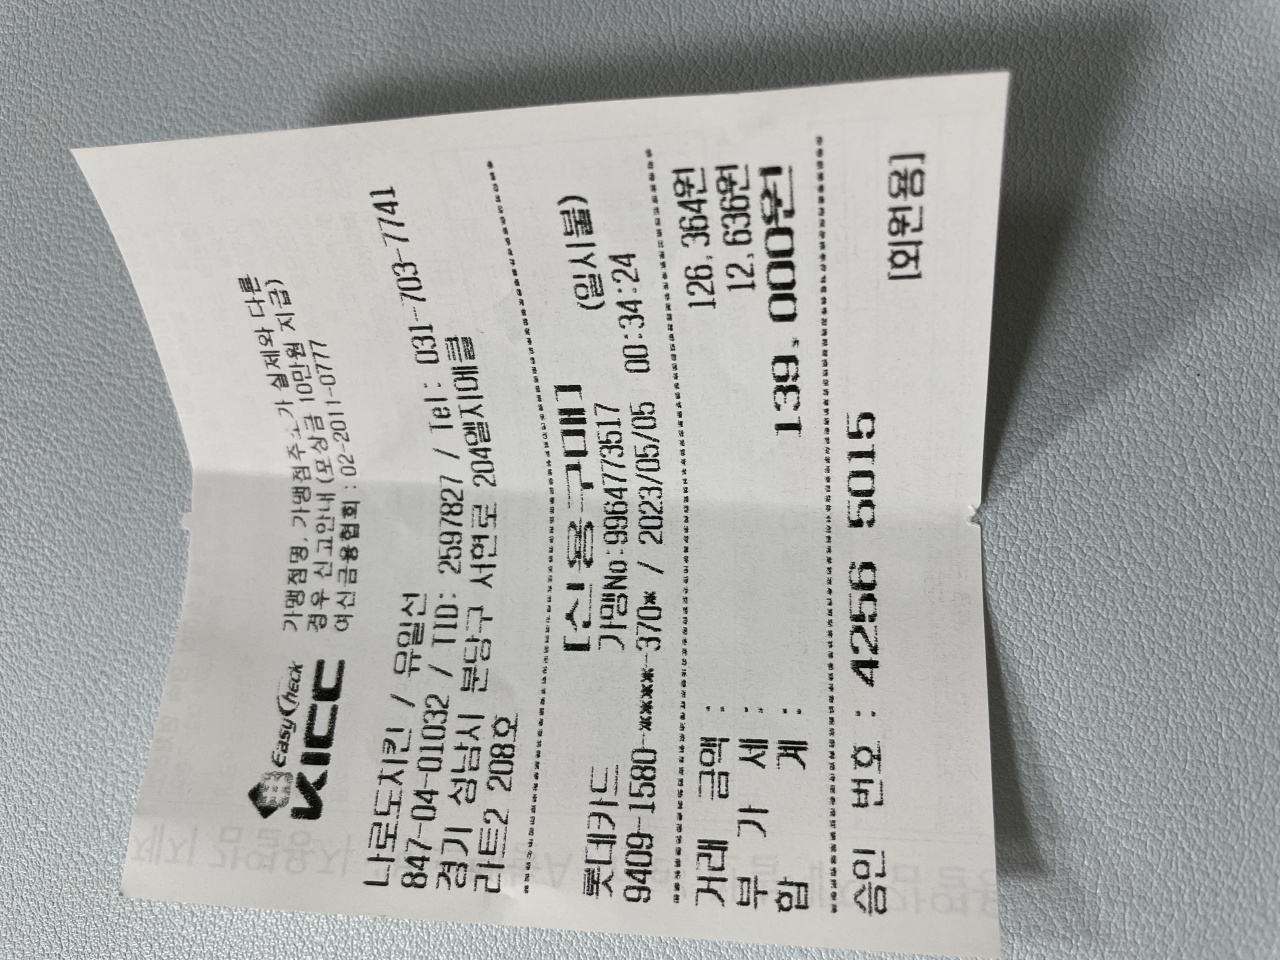 EasyCheck
KICC
가맹점명, 가맹점주소가 실제와 다른
경우 신고안내 (포상금 10만원 지급)
여신금융협회 : 02-2011-0777
나로도치킨 / 유일선
847-04-01032 / TID: 2597827 / Tel: 031-703-7741
경기 성남시 분당구 서현로 204엘지에클
라트2 208호
[신용구매]
(일시불)
롯데카드 가맹No:9964773517
9409-1580-****-370* / 2023/05/05 00:34:24
거래 금액 : 126,364원
부 가 세 : 12,636원
합 계 : 139,000원
승인 번호 : 4256 5015
[회원용]